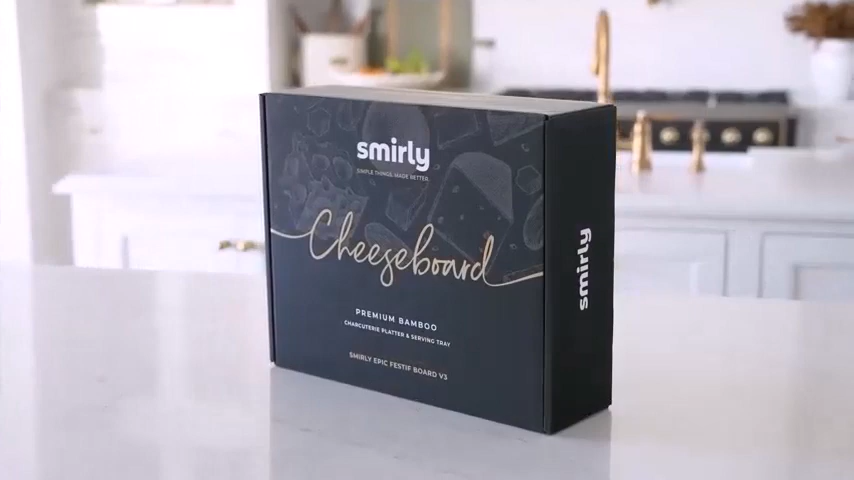 smirly
SIMPLE THINGS. MADE BETTER.
Cheeseboard
PREMIUM BAMBOO
CHARCUTERIE PLATTER & SERVING TRAY
SMIRLY EPIC FESTIF BOARD V3
smirly